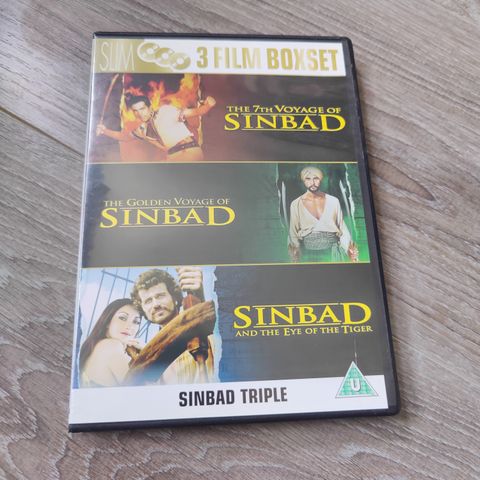 SLIM 3 FILM BOXSET
THE 7TH VOYAGE OF
SINBAD
THE GOLDEN VOYAGE OF
SINBAD
SINBAD
AND THE EYE OF THE TIGER
U
SINBAD TRIPLE